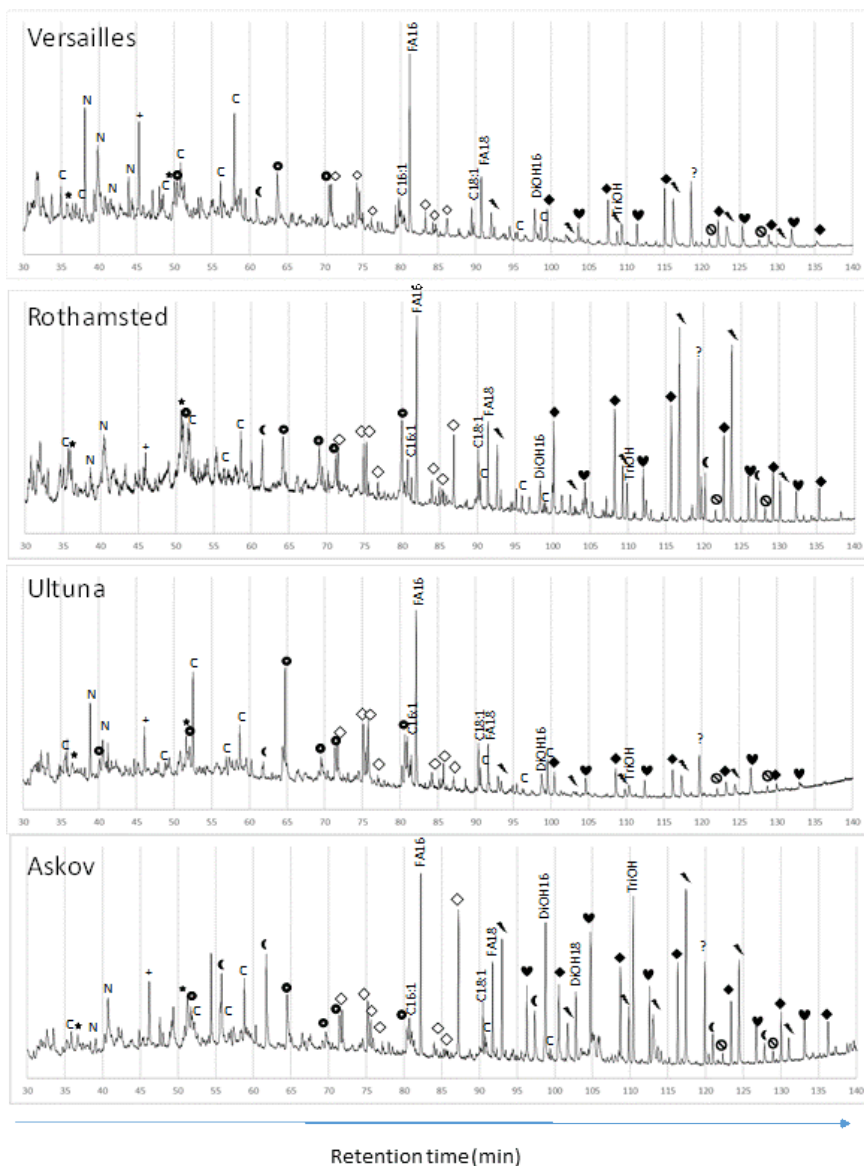 Versailles
C
★
C
N
N
N
N
+
C
★
C
C
C
FA16
C16:1
C18:1
FA18
C
DiOH16
C
TriOH
?
30 35 40 45 50 55 60 65 70 75 80 85 90 95 100 105 110 115 120 125 130 135 140
Rothamsted
C
★
N
N
+
★
C
C
C
FA16
C16:1
C18:1
C
FA18
C
DiOH16
C
TriOH
?
30 35 40 45 50 55 60 65 70 75 80 85 90 95 100 105 110 115 120 125 130 135 140
Ultuna
C
★
N
N
+
C
★
C
C
C
FA16
C16:1
C18:1
C
FA18
C
DiOH16
C
TriOH
?
30 35 40 45 50 55 60 65 70 75 80 85 90 95 100 105 110 115 120 125 130 135 140
Askov
C
★
N
N
+
★
C
C
C
FA16
C16:1
C18:1
C
FA18
DiOH16
C
DiOH18
TriOH
?
30 35 40 45 50 55 60 65 70 75 80 85 90 95 100 105 110 115 120 125 130 135 140
Retention time (min)